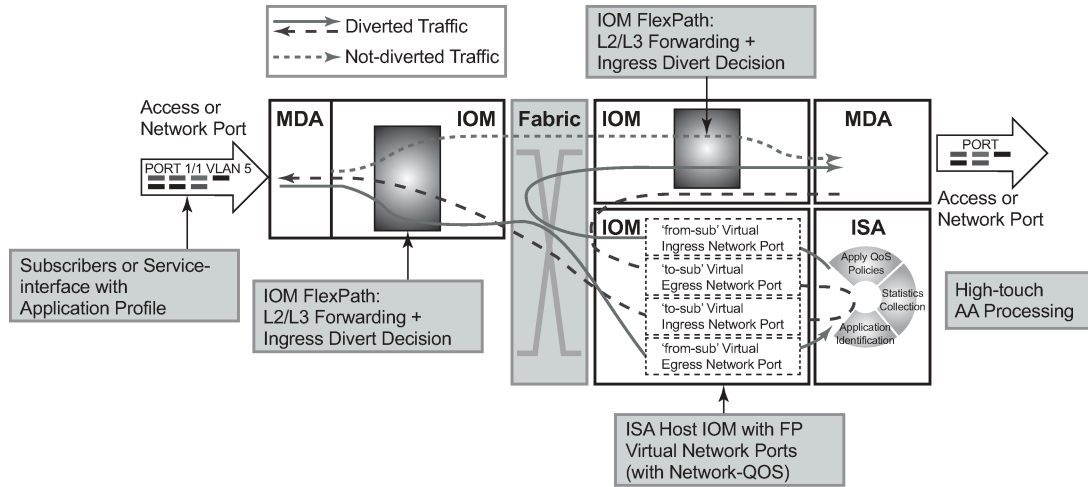 Diverted Traffic
Not-diverted Traffic
IOM FlexPath:
L2/L3 Forwarding +
Ingress Divert Decision
Access or
Network Port
PORT 1/1 VLAN 5
MDA
IOM
Fabric
IOM
MDA
PORT
Access or
Network Port
Subscribers or Service-
interface with
Application Profile
IOM FlexPath:
L2/L3 Forwarding +
Ingress Divert Decision
IOM
'from-sub' Virtual
Ingress Network Port
'to-sub' Virtual
Egress Network Port
'to-sub' Virtual
Ingress Network Port
'from-sub' Virtual
Egress Network Port
ISA
Apply QoS
Policies
Statistics
Collection
Application
Identification
High-touch
AA Processing
ISA Host IOM with FP
Virtual Network Ports
(with Network-QOS)